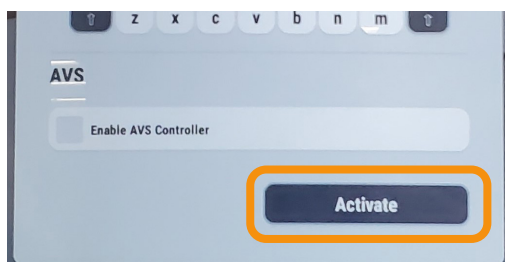 ⇧ z x c v b n m ⇧
AVS
Enable AVS Controller
Activate